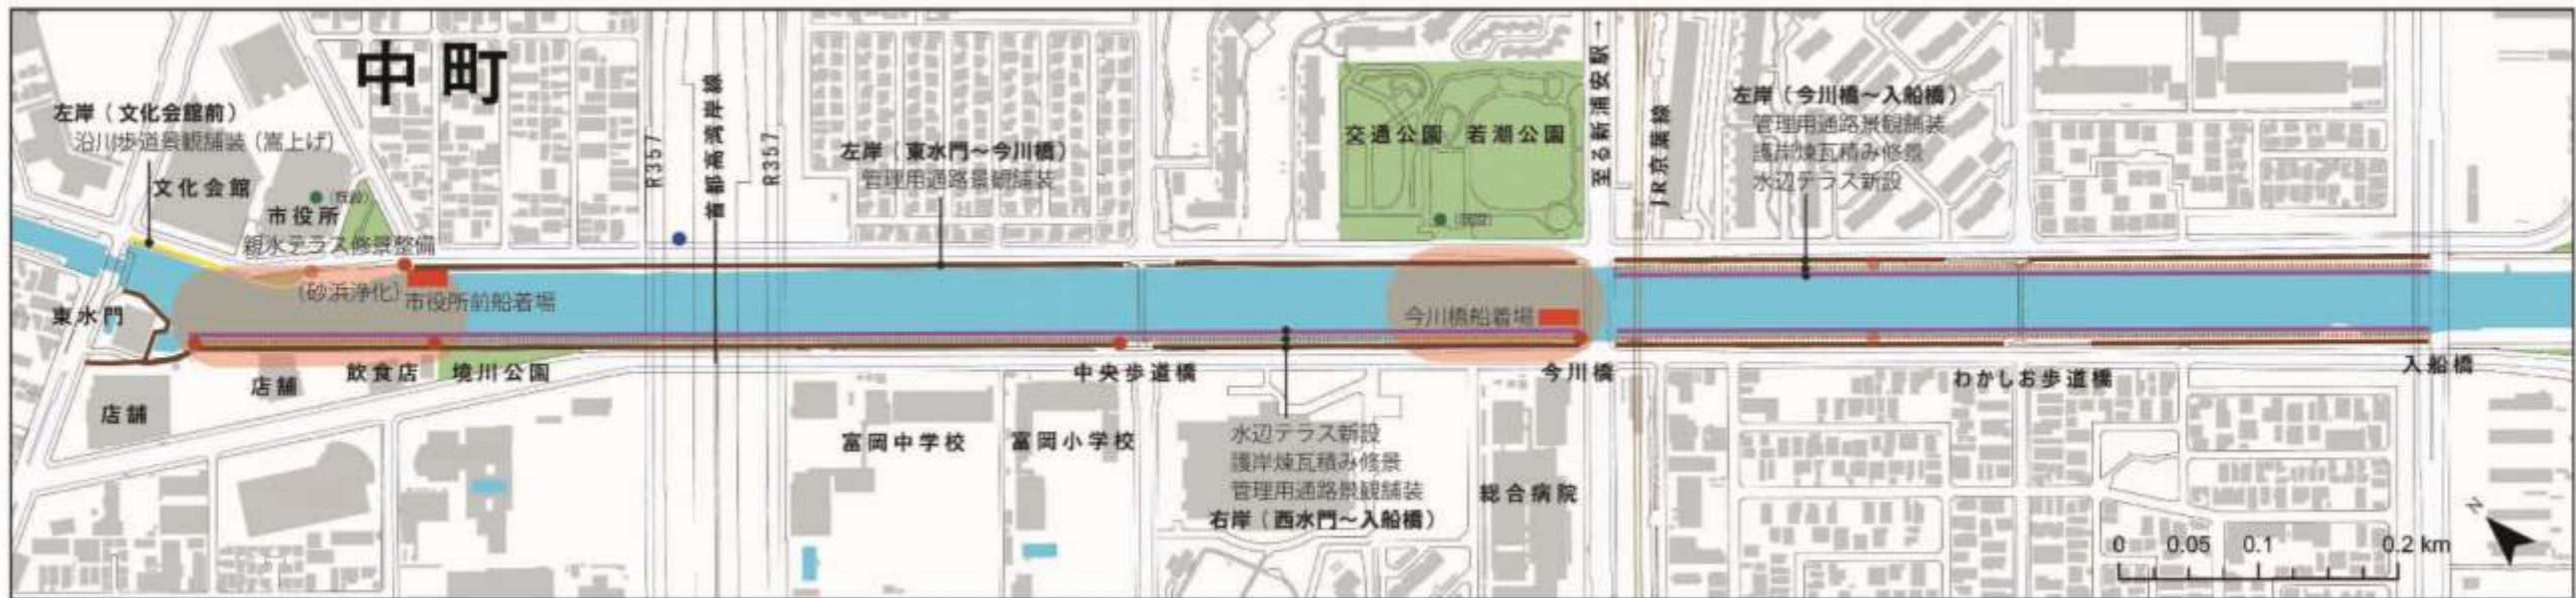 中町
左岸（文化会館前）
沿川歩道景観舗装（嵩上げ）
文化会館
（既設）
市役所
親水テラス修景整備
（砂浜浄化）
市役所前船着場
東水門
店舗
店舗
飲食店
境川公園
R357
首都高湾岸線
R357
左岸（東水門～今川橋）
管理用通路景観舗装
富岡中学校
富岡小学校
中央歩道橋
交通公園
若潮公園
（既設）
至る新浦安駅→
JR京葉線
今川橋船着場
今川橋
水辺テラス新設
護岸煉瓦積み修景
管理用通路景観舗装
右岸（西水門～入船橋）
総合病院
左岸（今川橋～入船橋）
管理用通路景観舗装
護岸煉瓦積み修景
水辺テラス新設
わかしお歩道橋
入船橋
N
0 0.05 0.1 0.2 km